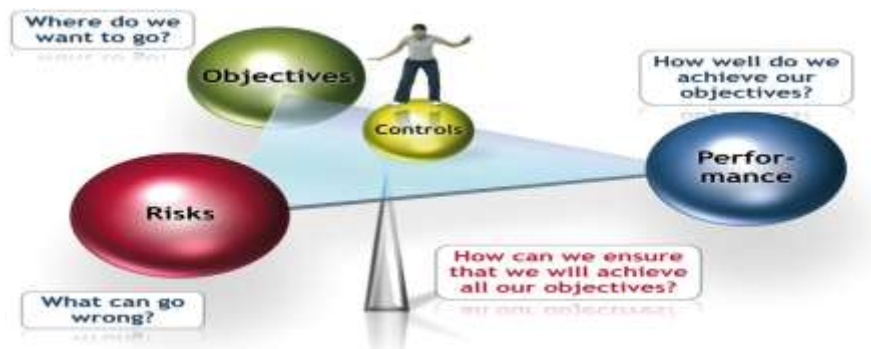 Where do we
want to go?
Objectives
How well do we
achieve our
objectives?
Controls
Perfor-
mance
Risks
How can we ensure
that we will achieve
all our objectives?
What can go
wrong?